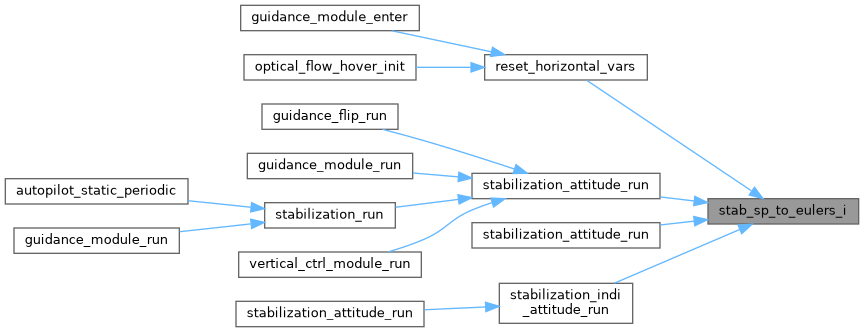 guidance_module_enter
optical_flow_hover_init
reset_horizontal_vars
guidance_flip_run
guidance_module_run
stabilization_attitude_run
autopilot_static_periodic
stabilization_run
stab_sp_to_eulers_i
guidance_module_run
stabilization_attitude_run
vertical_ctrl_module_run
stabilization_indi
_attitude_run
stabilization_attitude_run